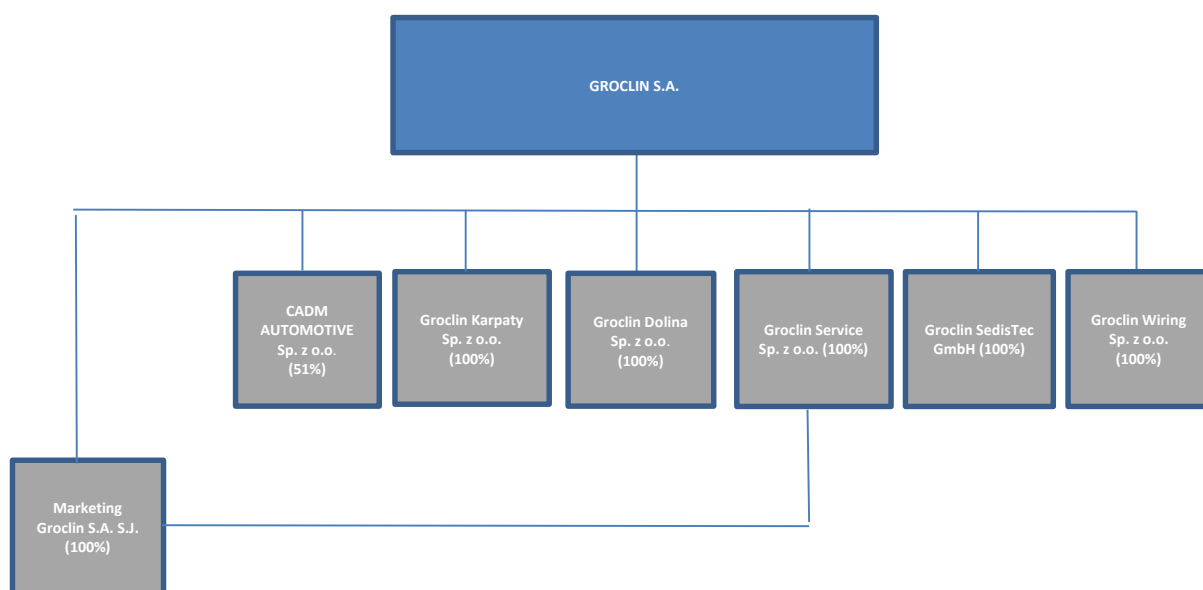 GROCLIN S.A.
CADM
AUTOMOTIVE
Sp. z o.o.
(51%)
Groclin Karpaty
Sp. z o.o.
(100%)
Groclin Dolina
Sp. z o.o.
(100%)
Groclin Service
Sp. z o.o. (100%)
Groclin SedisTec
GmbH (100%)
Groclin Wiring
Sp. z o.o.
(100%)
Marketing
Groclin S.A. S.J.
(100%)